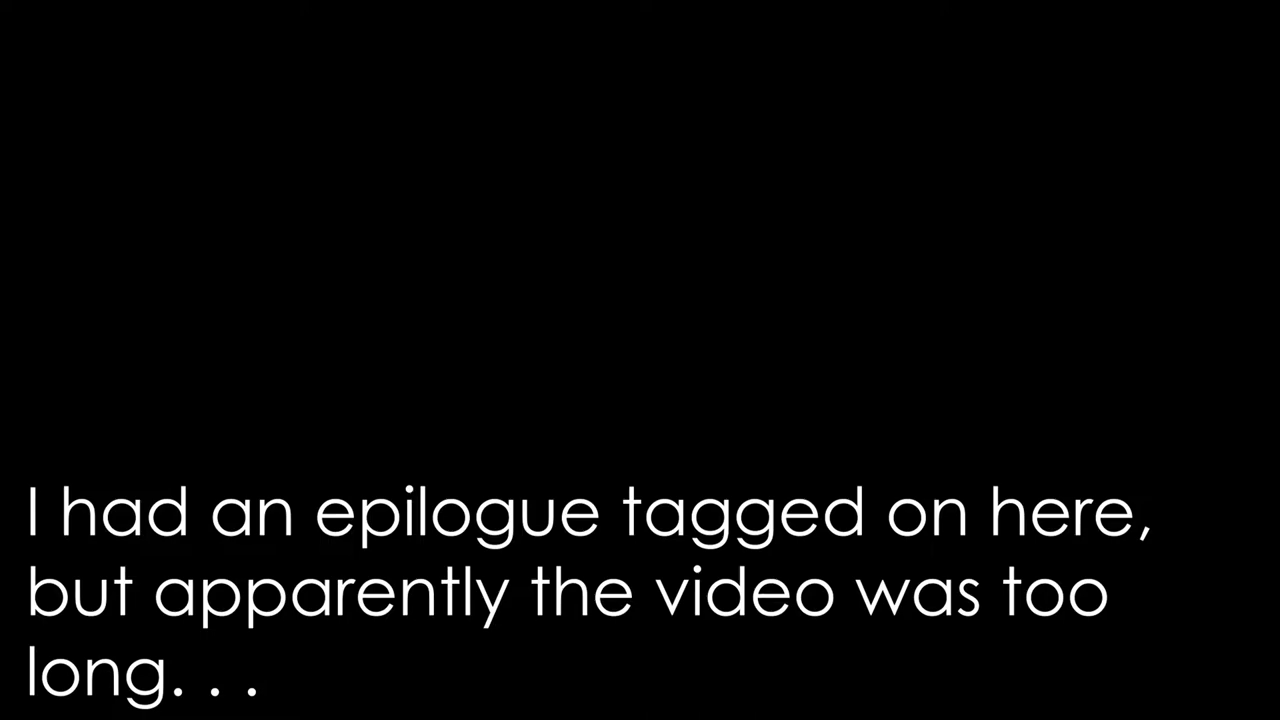 I had an epilogue tagged on here,
but apparently the video was too
long. . .